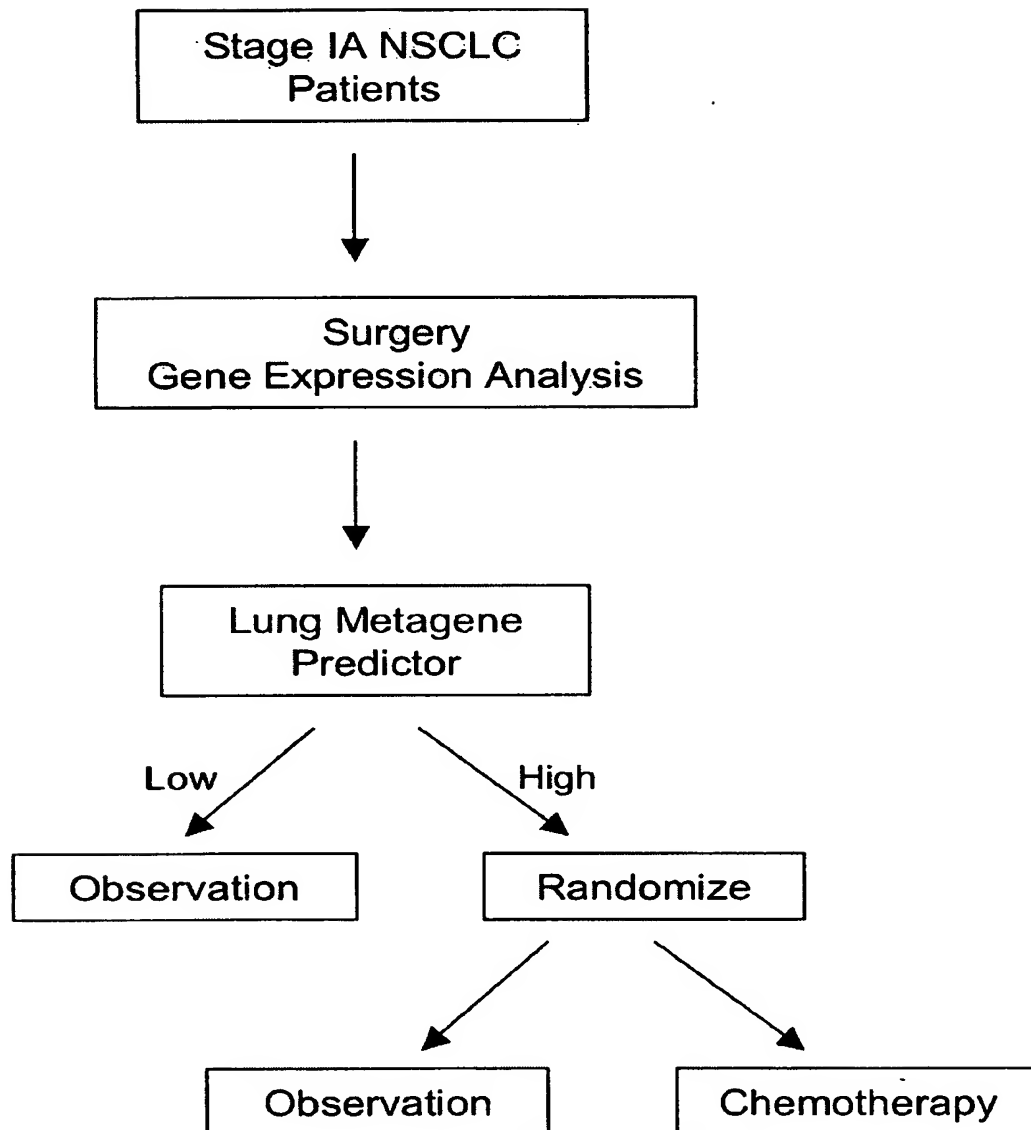 Stage IA NSCLC
Patients
Surgery
Gene Expression Analysis
Lung Metagene
Predictor
Low
High
Observation
Randomize
Observation
Chemotherapy